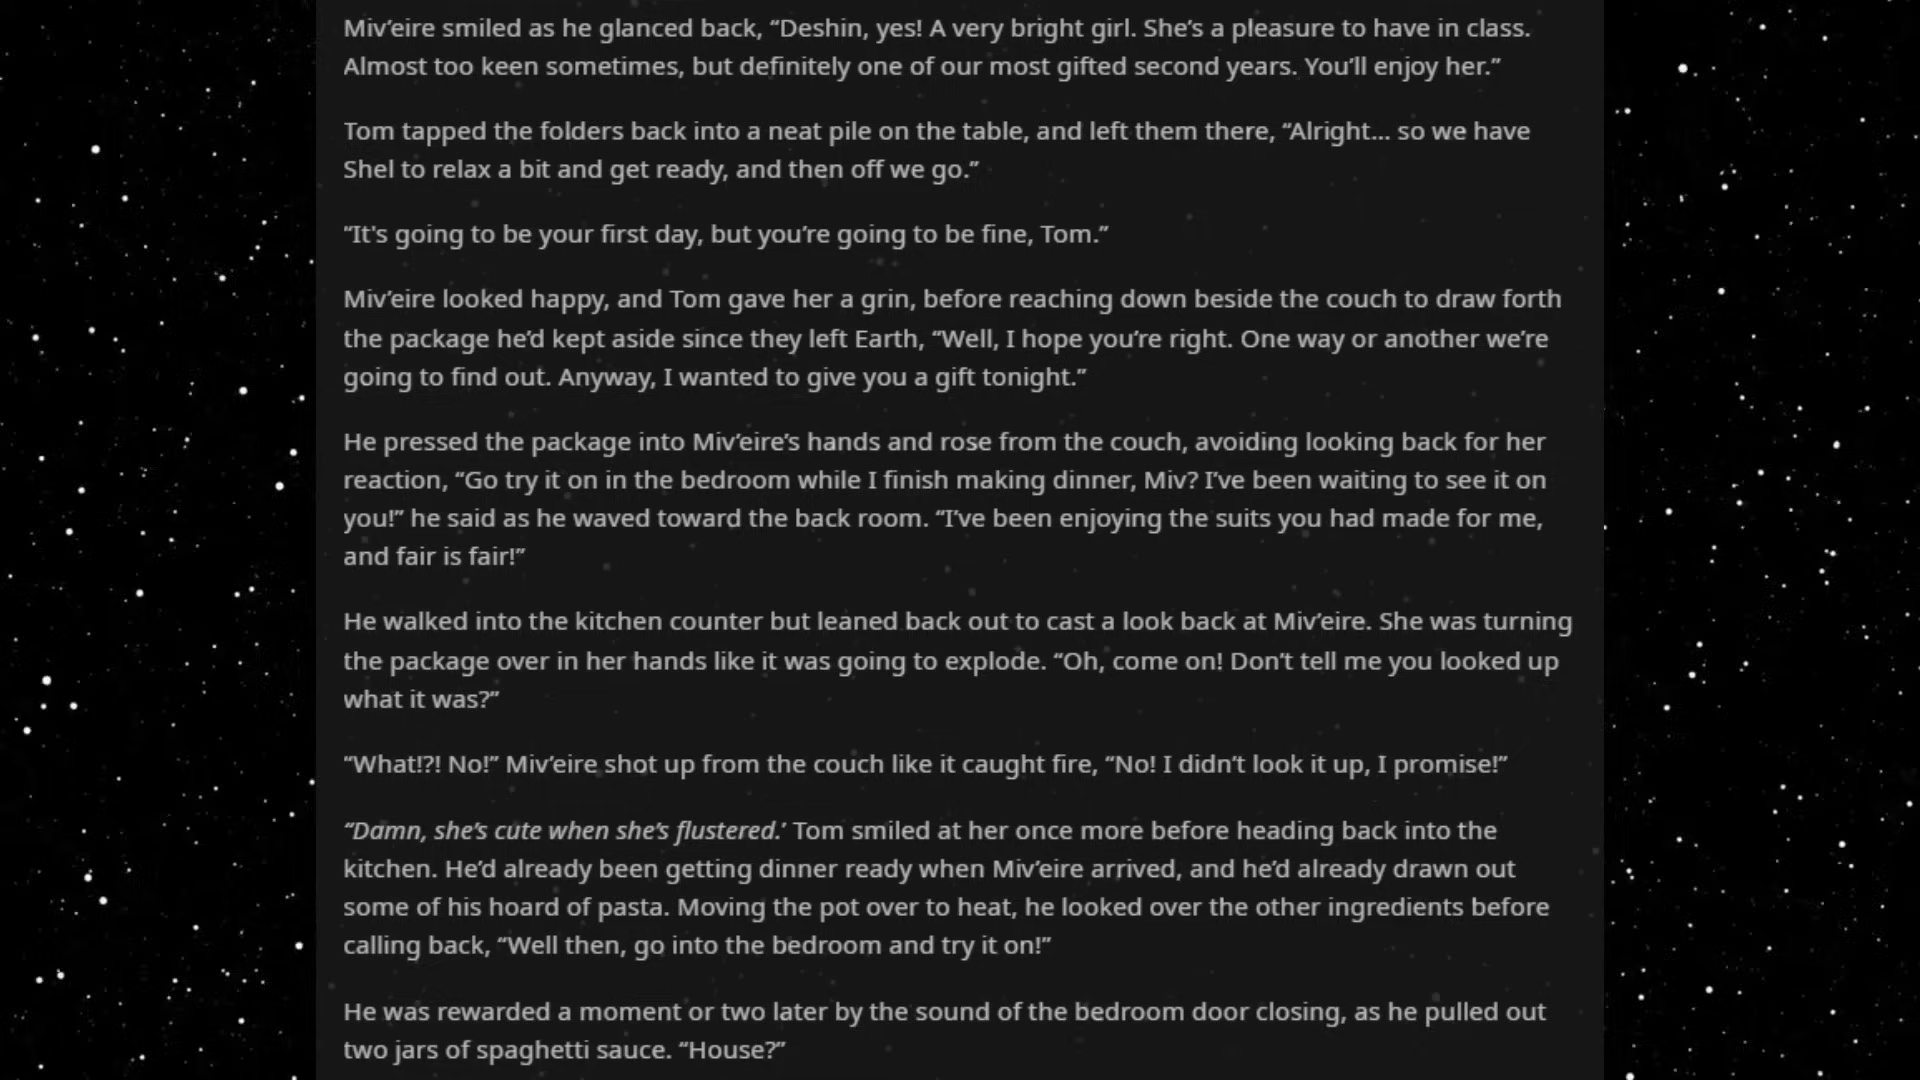 Miv’eire smiled as he glanced back, “Deshin, yes! A very bright girl. She’s a pleasure to have in class.
Almost too keen sometimes, but definitely one of our most gifted second years. You’ll enjoy her.”
Tom tapped the folders back into a neat pile on the table, and left them there, “Alright… so we have
Shel to relax a bit and get ready, and then off we go.”
“It's going to be your first day, but you’re going to be fine, Tom.”
Miv’eire looked happy, and Tom gave her a grin, before reaching down beside the couch to draw forth
the package he’d kept aside since they left Earth, “Well, I hope you’re right. One way or another we’re
going to find out. Anyway, I wanted to give you a gift tonight.”
He pressed the package into Miv’eire’s hands and rose from the couch, avoiding looking back for her
reaction, “Go try it on in the bedroom while I finish making dinner, Miv? I’ve been waiting to see it on
you!” he said as he waved toward the back room. “I’ve been enjoying the suits you had made for me,
and fair is fair!”
He walked into the kitchen counter but leaned back out to cast a look back at Miv’eire. She was turning
the package over in her hands like it was going to explode. “Oh, come on! Don’t tell me you looked up
what it was?”
“What!?! No!” Miv’eire shot up from the couch like it caught fire, “No! I didn’t look it up, I promise!”
“Damn, she’s cute when she’s flustered.’ Tom smiled at her once more before heading back into the
kitchen. He’d already been getting dinner ready when Miv’eire arrived, and he’d already drawn out
some of his hoard of pasta. Moving the pot over to heat, he looked over the other ingredients before
calling back, “Well then, go into the bedroom and try it on!”
He was rewarded a moment or two later by the sound of the bedroom door closing, as he pulled out
two jars of spaghetti sauce. “House?”